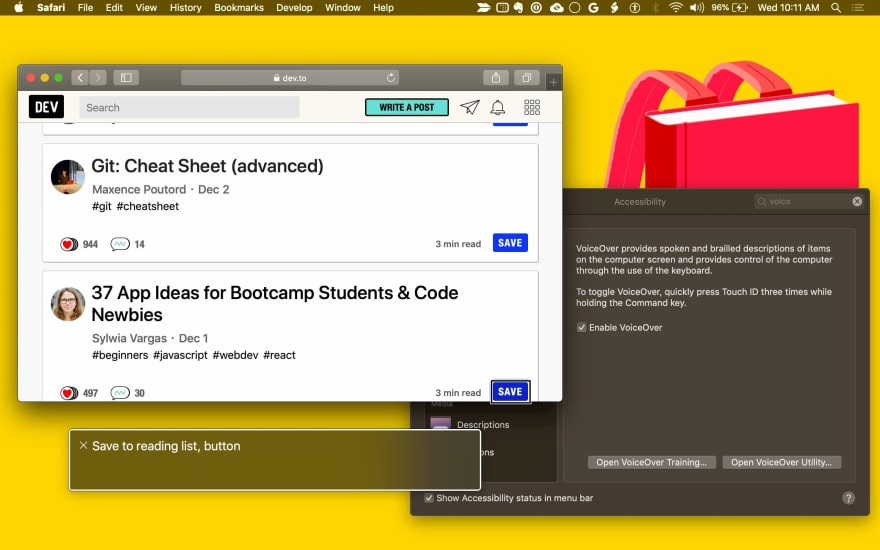 Safari File Edit View History Bookmarks Develop Window Help 96% Wed 10:11 AM
dev.to
DEV Search WRITE A POST
Git: Cheat Sheet (advanced)
Maxence Poutord · Dec 2
#git #cheatsheet
944 14 3 min read SAVE
37 App Ideas for Bootcamp Students & Code
Newbies
Sylwia Vargas · Dec 1
#beginners #javascript #webdev #react
497 30 3 min read SAVE
× Save to reading list, button
Accessibility voice
VoiceOver provides spoken and brailled descriptions of items
on the computer screen and provides control of the computer
through the use of the keyboard.
To toggle VoiceOver, quickly press Touch ID three times while
holding the Command key.
Enable VoiceOver
Media
Descriptions
ons
Open VoiceOver Training... Open VoiceOver Utility...
Show Accessibility status in menu bar ?